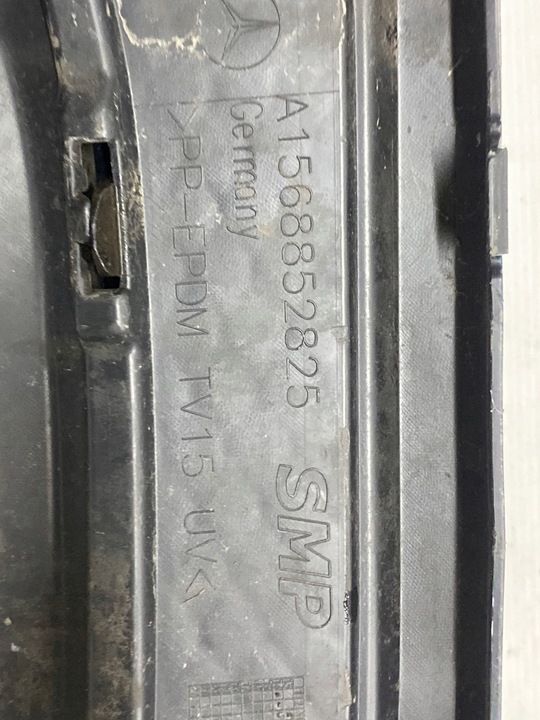 A1568852825
Germany
SMP
>PP-EPDM TV15 UV<